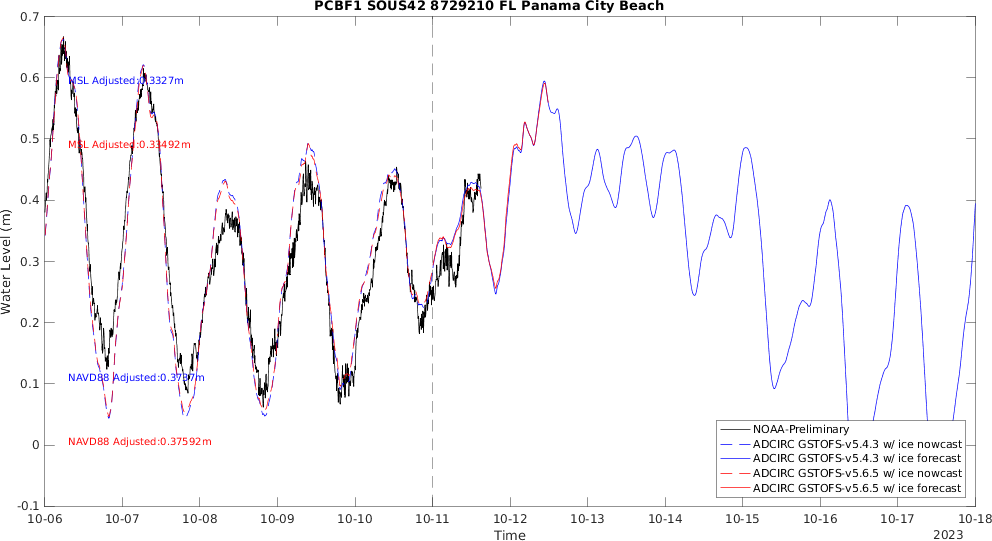 PCBF1 SOUS42 8729210 FL Panama City Beach
Water Level (m)
0.7
0.6
0.5
0.4
0.3
0.2
0.1
0
-0.1
MSL Adjusted:0.3327m
MSL Adjusted:0.33492m
NAVD88 Adjusted:0.3737m
NAVD88 Adjusted:0.37592m
NOAA-Preliminary
ADCIRC GSTOFS-v5.4.3 w/ ice nowcast
ADCIRC GSTOFS-v5.4.3 w/ ice forecast
ADCIRC GSTOFS-v5.6.5 w/ ice nowcast
ADCIRC GSTOFS-v5.6.5 w/ ice forecast
10-06 10-07 10-08 10-09 10-10 10-11 10-12 10-13 10-14 10-15 10-16 10-17 10-18
Time
2023